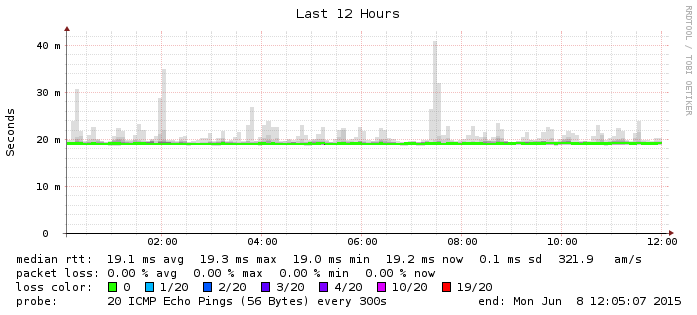 Last 12 Hours
RRDTOOL / TOBI OETIKER
Seconds
40 m
30 m
20 m
10 m
0
02:00 04:00 06:00 08:00 10:00 12:00
median rtt: 19.1 ms avg 19.3 ms max 19.0 ms min 19.2 ms now 0.1 ms sd 321.9 am/s
packet loss: 0.00 % avg 0.00 % max 0.00 % min 0.00 % now
loss color: 0 1/20 2/20 3/20 4/20 10/20 19/20
probe: 20 ICMP Echo Pings (56 Bytes) every 300s end: Mon Jun 8 12:05:07 2015